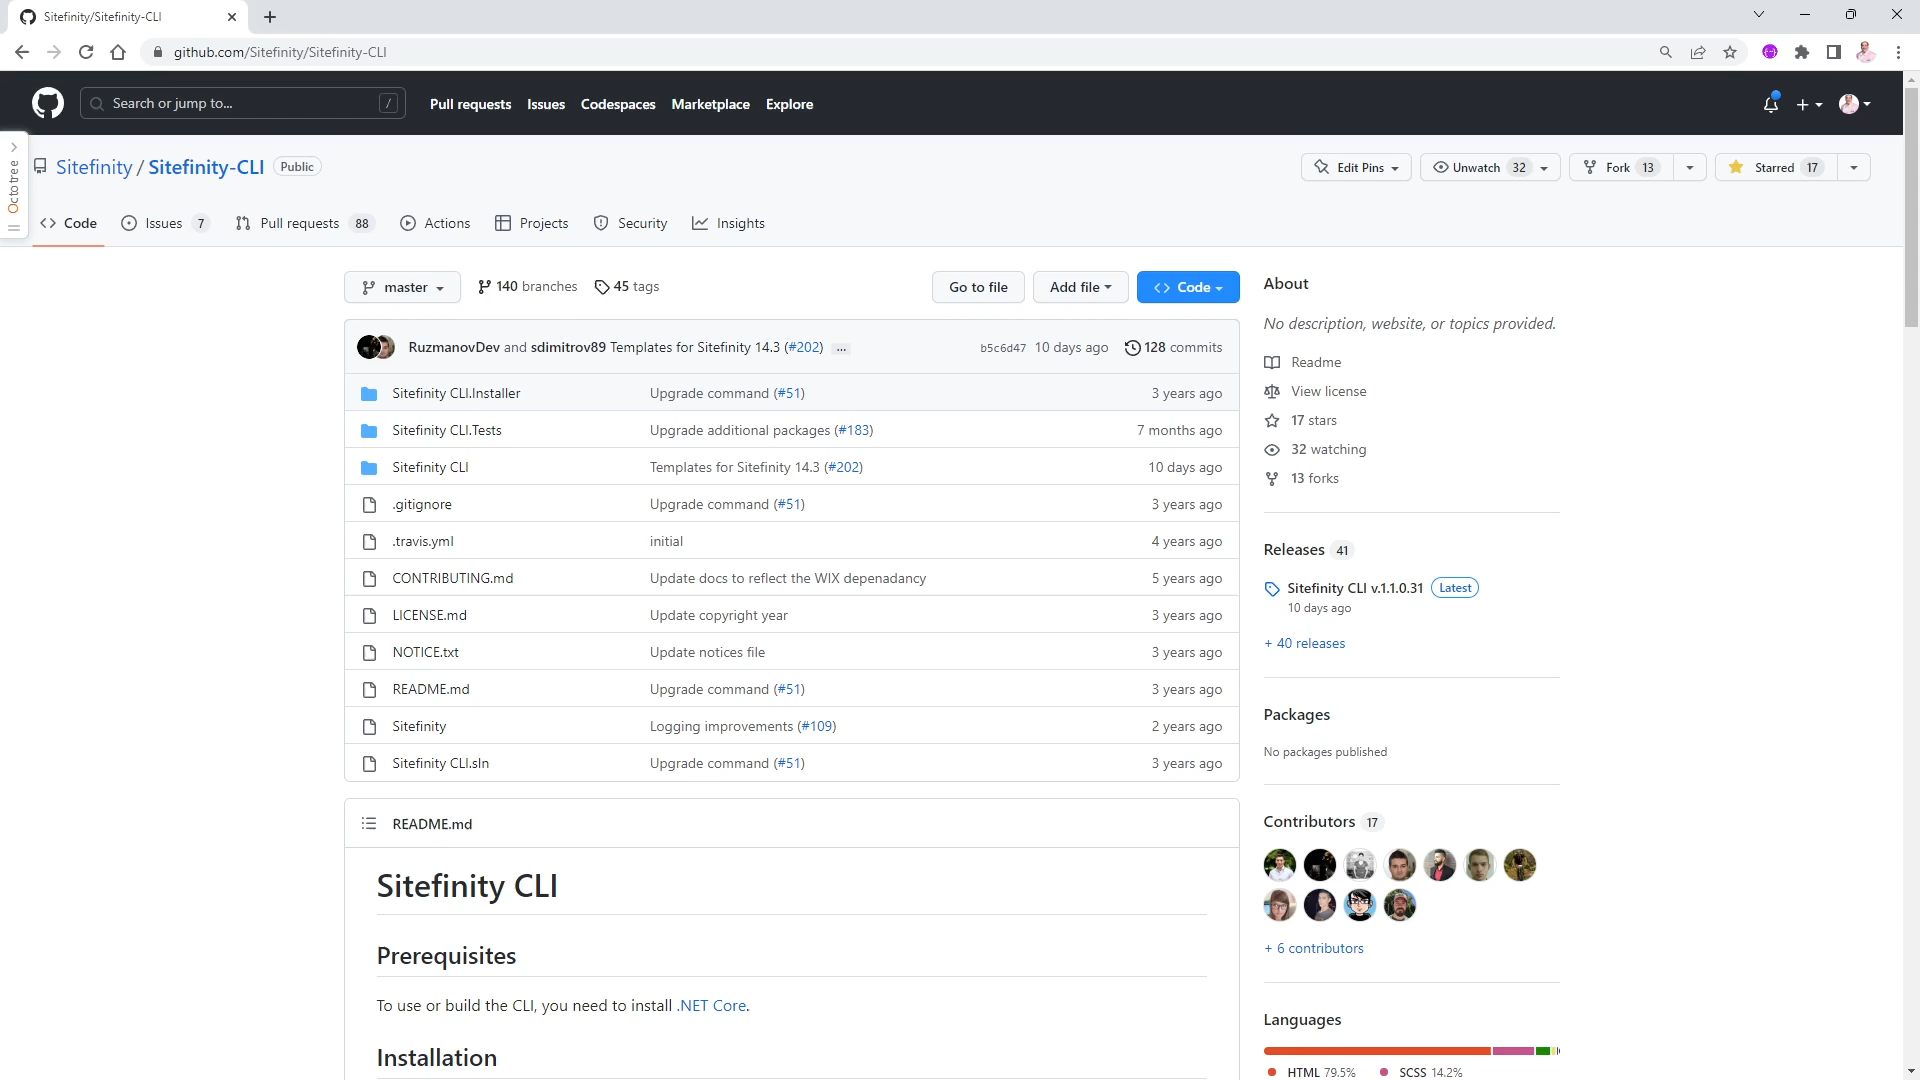 Sitefinity/Sitefinity-CLI
github.com/Sitefinity/Sitefinity-CLI
Search or jump to...
/
Pull requests Issues Codespaces Marketplace Explore
Octotree
Sitefinity / Sitefinity-CLI Public
Edit Pins Unwatch 32 Fork 13 Starred 17
Code Issues 7 Pull requests 88 Actions Projects Security Insights
master 140 branches 45 tags Go to file Add file Code
RuzmanovDev and sdimitrov89 Templates for Sitefinity 14.3 (#202) ... b5c6d47 10 days ago 128 commits
Sitefinity CLI.Installer Upgrade command (#51) 3 years ago
Sitefinity CLI.Tests Upgrade additional packages (#183) 7 months ago
Sitefinity CLI Templates for Sitefinity 14.3 (#202) 10 days ago
.gitignore Upgrade command (#51) 3 years ago
.travis.yml initial 4 years ago
CONTRIBUTING.md Update docs to reflect the WIX depenadancy 5 years ago
LICENSE.md Update copyright year 3 years ago
NOTICE.txt Update notices file 3 years ago
README.md Upgrade command (#51) 3 years ago
Sitefinity Logging improvements (#109) 2 years ago
Sitefinity CLI.sln Upgrade command (#51) 3 years ago
README.md
Sitefinity CLI
Prerequisites
To use or build the CLI, you need to install .NET Core.
Installation
About
No description, website, or topics provided.
Readme
View license
17 stars
32 watching
13 forks
Releases 41
Sitefinity CLI v.1.1.0.31 Latest
10 days ago
+ 40 releases
Packages
No packages published
Contributors 17
+ 6 contributors
Languages
HTML 79.5% SCSS 14.2%